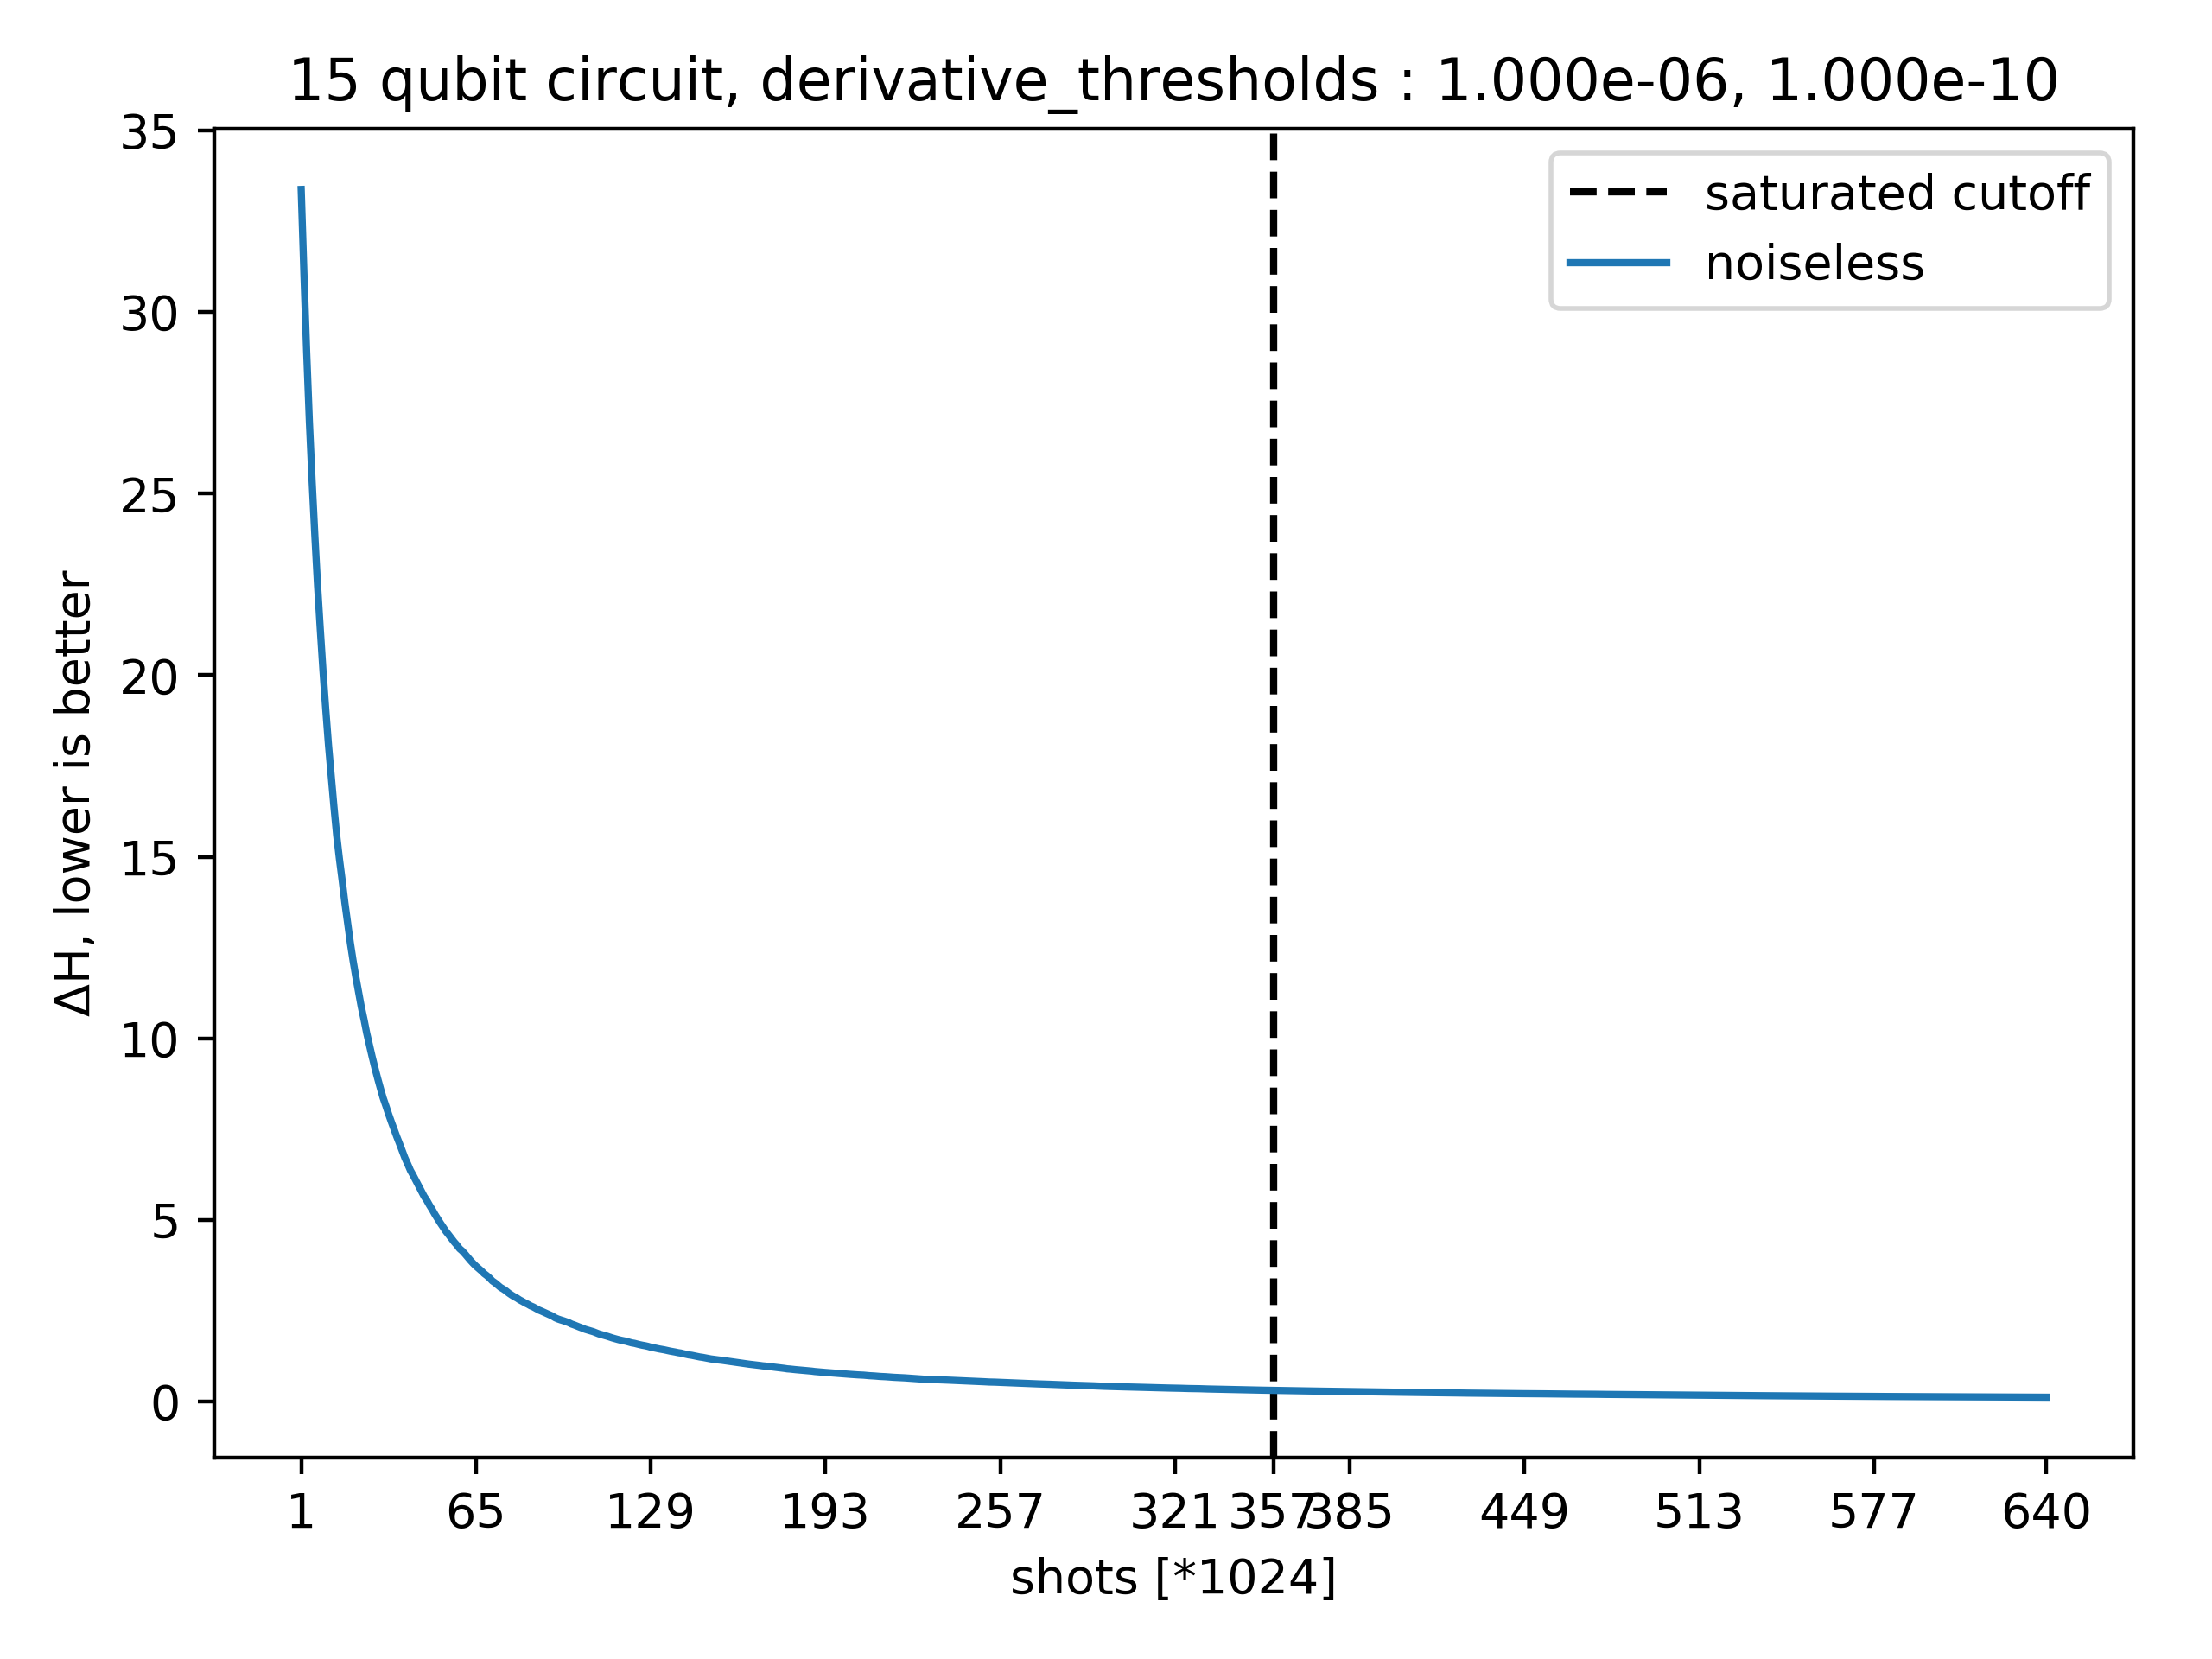 15 qubit circuit, derivative_thresholds : 1.000e-06, 1.000e-10
35
30
25
20
15
10
5
0
ΔH, lower is better
saturated cutoff
noiseless
1 65 129 193 257 321 357 385 449 513 577 640
shots [*1024]